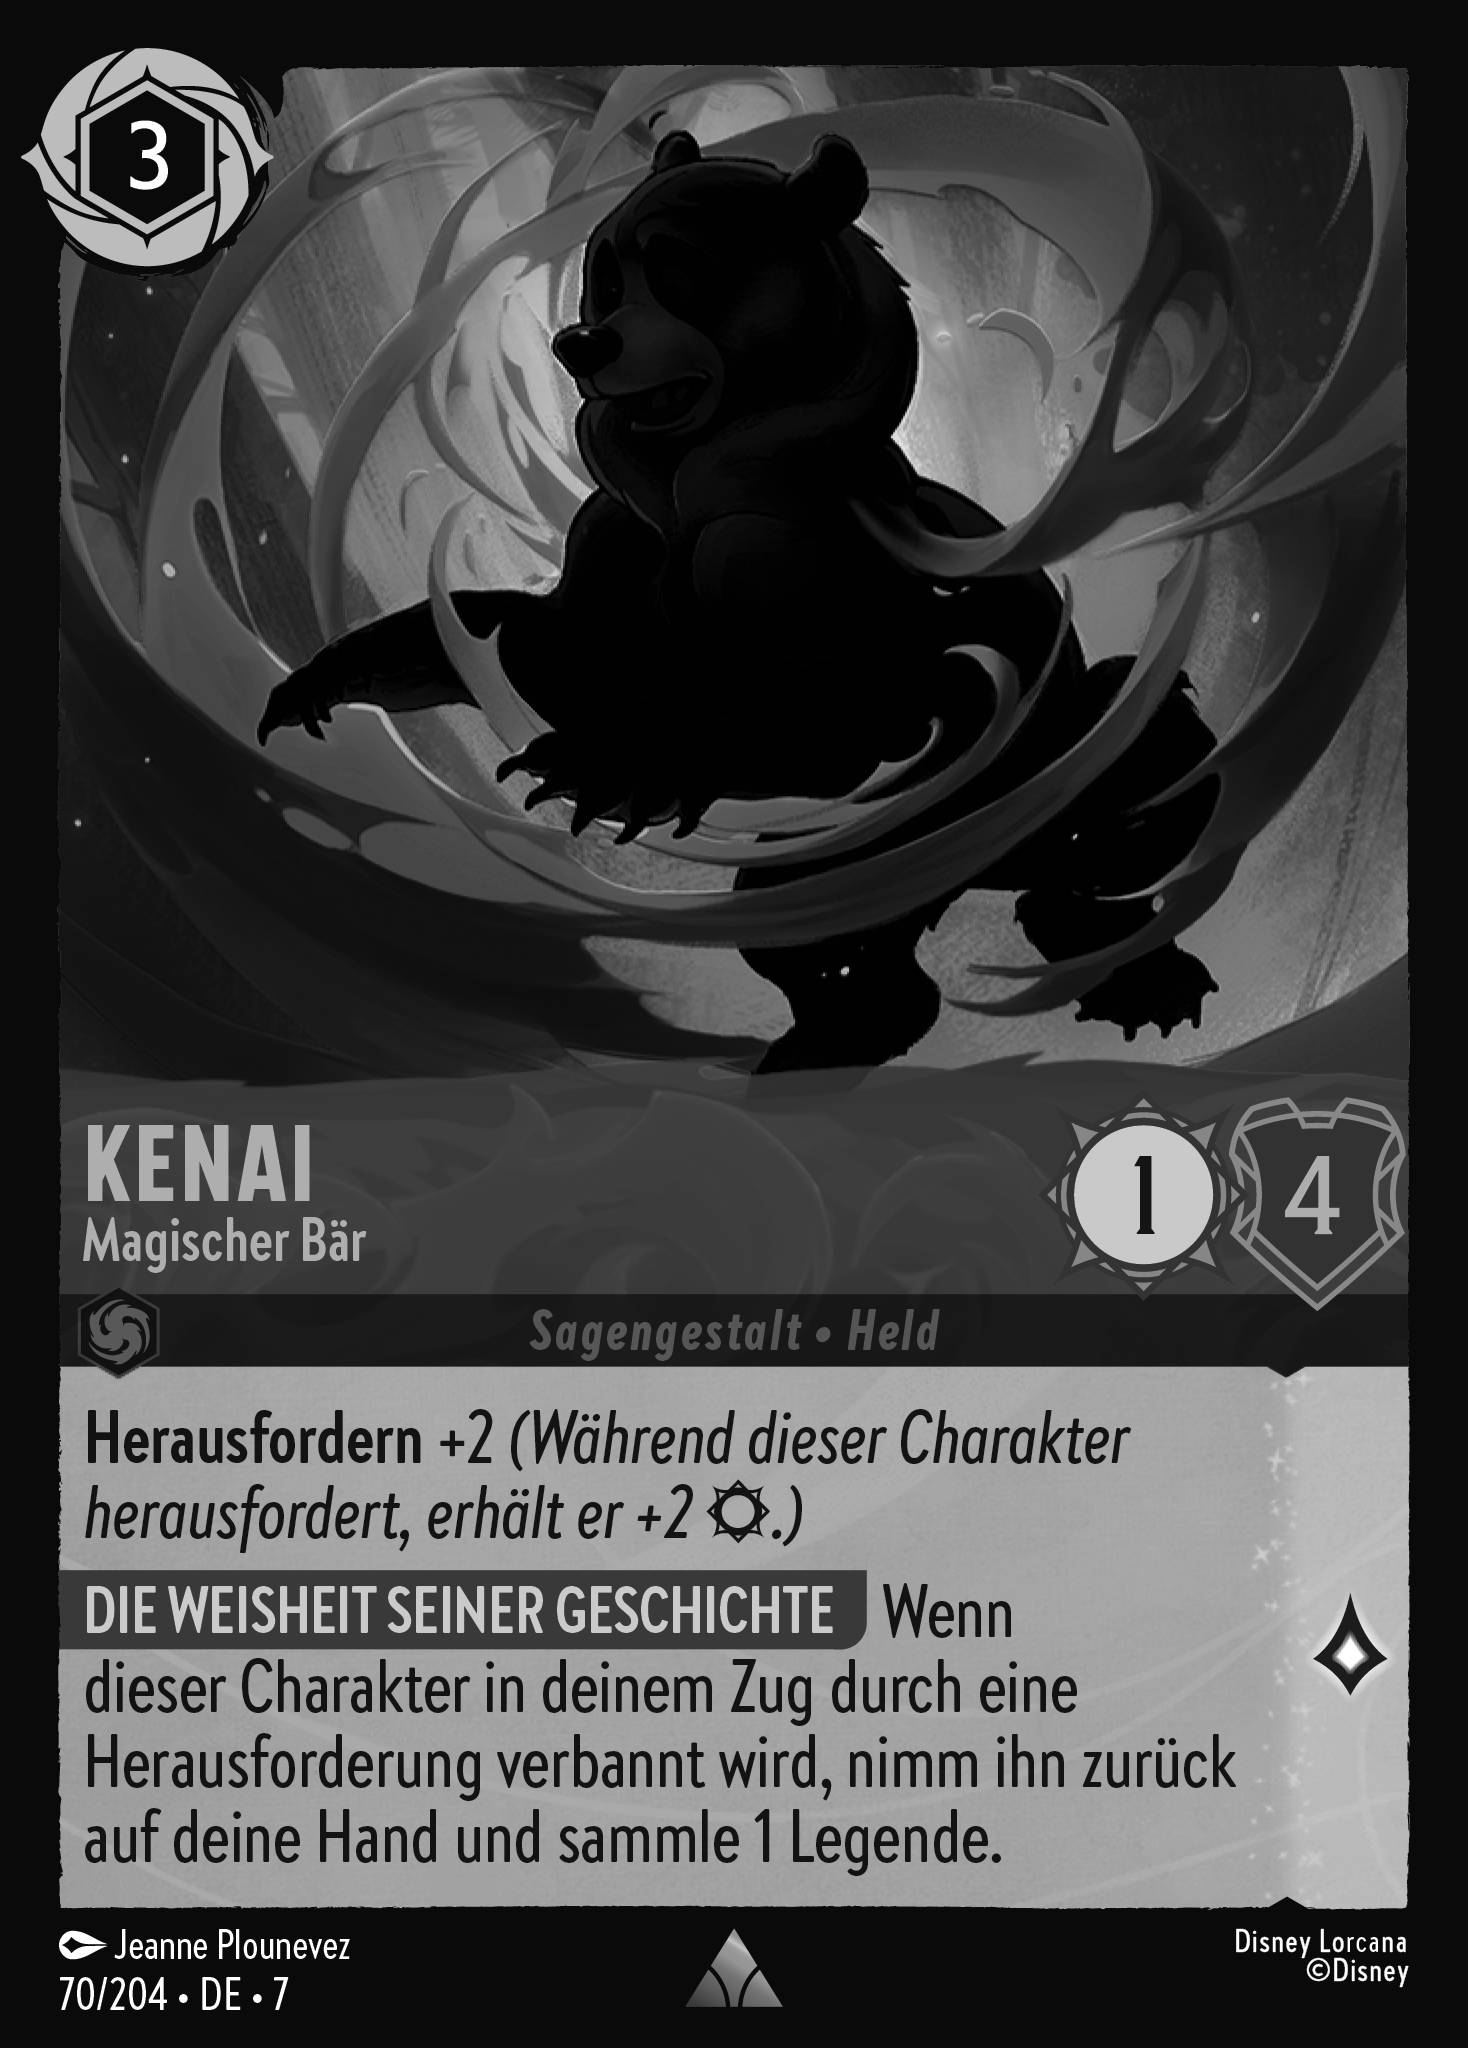 3
KENAI
Magischer Bär
1 4
Sagengestalt • Held
Herausfordern +2 (Während dieser Charakter
herausfordert, erhält er +2 .)
DIE WEISHEIT SEINER GESCHICHTE Wenn
dieser Charakter in deinem Zug durch eine
Herausforderung verbannt wird, nimm ihn zurück
auf deine Hand und sammle 1 Legende.
Jeanne Plounevez
70/204 • DE • 7
Disney Lorcana
©Disney